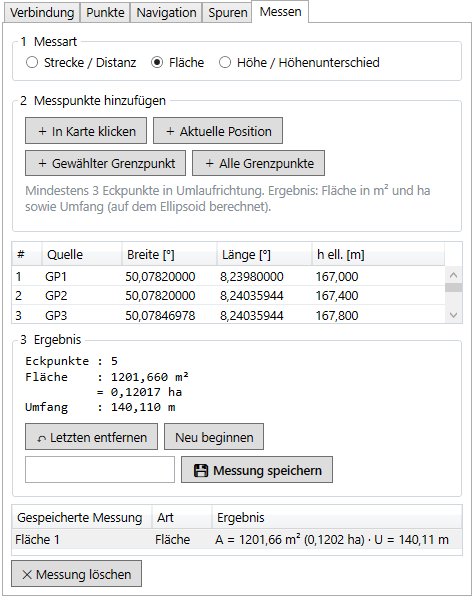 Verbindung Punkte Navigation Spuren Messen
1 Messart
Strecke / Distanz Fläche Höhe / Höhenunterschied
2 Messpunkte hinzufügen
+ In Karte klicken + Aktuelle Position
+ Gewählter Grenzpunkt + Alle Grenzpunkte
Mindestens 3 Eckpunkte in Umlaufrichtung. Ergebnis: Fläche in m² und ha
sowie Umfang (auf dem Ellipsoid berechnet).
# Quelle Breite [°] Länge [°] h ell. [m]
1 GP1 50,07820000 8,23980000 167,000
2 GP2 50,07820000 8,24035944 167,400
3 GP3 50,07846978 8,24035944 167,800
3 Ergebnis
Eckpunkte : 5
Fläche : 1201,660 m²
= 0,12017 ha
Umfang : 140,110 m
Letzten entfernen Neu beginnen
Messung speichern
Gespeicherte Messung Art Ergebnis
Fläche 1 Fläche A = 1201,66 m² (0,1202 ha) · U = 140,11 m
× Messung löschen